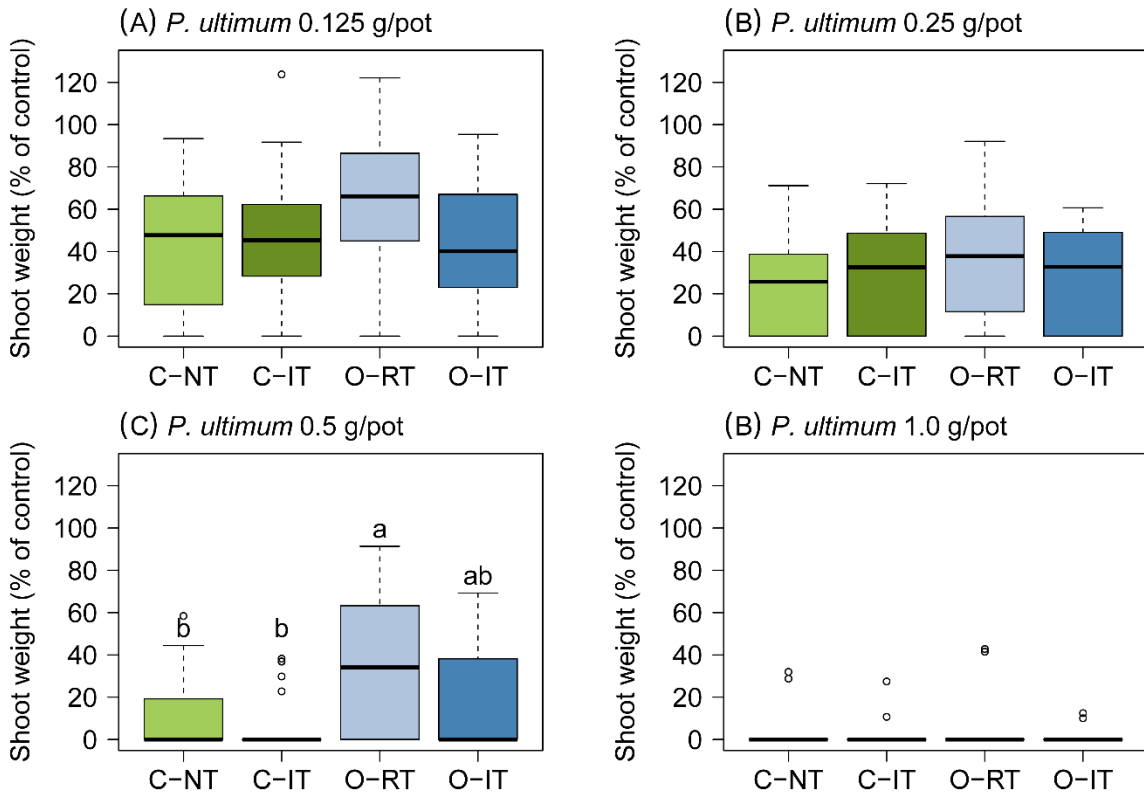 (A) P. ultimum 0.125 g/pot
Shoot weight (% of control)
120
100
80
60
40
20
0
C−NT C−IT O−RT O−IT
(B) P. ultimum 0.25 g/pot
Shoot weight (% of control)
120
100
80
60
40
20
0
C−NT C−IT O−RT O−IT
(C) P. ultimum 0.5 g/pot
Shoot weight (% of control)
120
100
80
60
40
20
0
b b a ab
C−NT C−IT O−RT O−IT
(B) P. ultimum 1.0 g/pot
Shoot weight (% of control)
120
100
80
60
40
20
0
C−NT C−IT O−RT O−IT